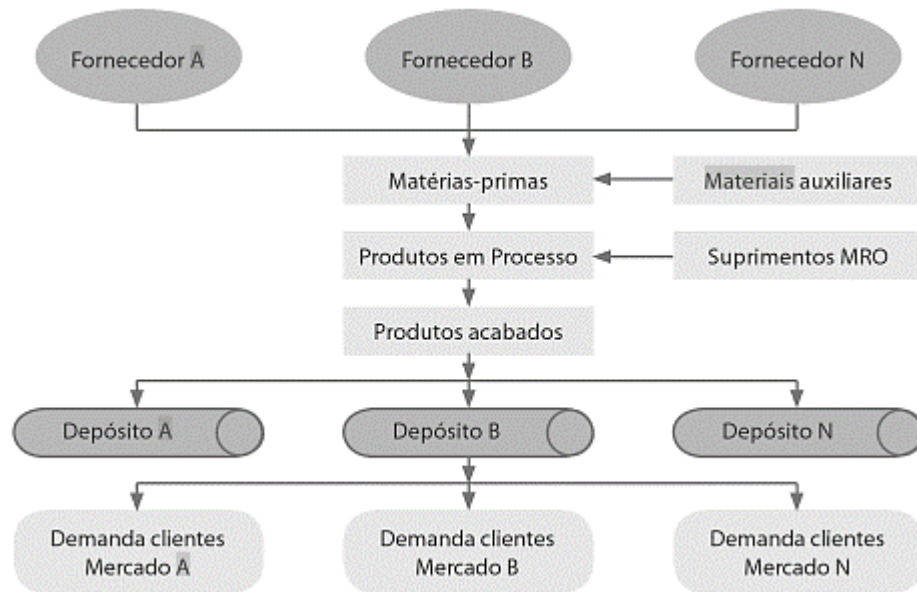 Fornecedor A
Fornecedor B
Fornecedor N
Matérias-primas
Materiais auxiliares
Produtos em Processo
Suprimentos MRO
Produtos acabados
Depósito A
Depósito B
Depósito N
Demanda clientes
Mercado A
Demanda clientes
Mercado B
Demanda clientes
Mercado N